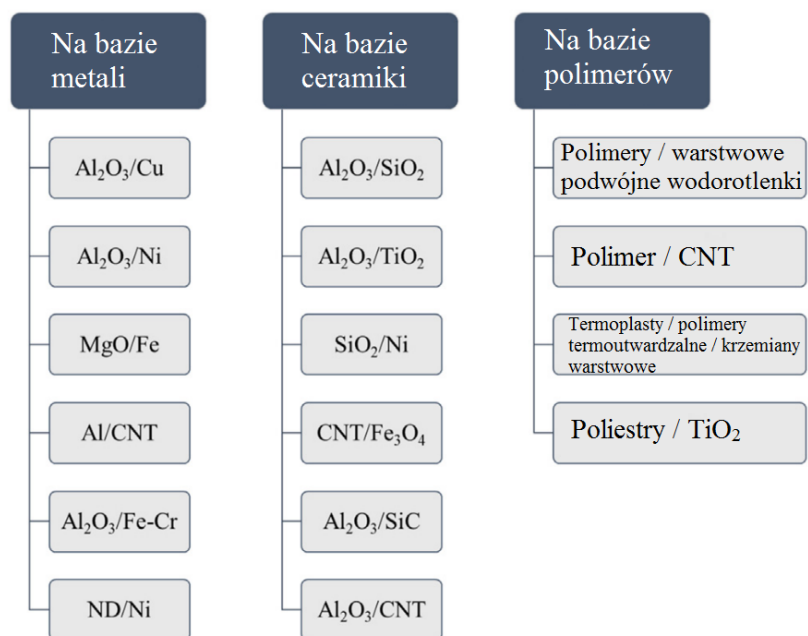 Na bazie
metali
Al₂O₃/Cu
Al₂O₃/Ni
MgO/Fe
Al/CNT
Al₂O₃/Fe-Cr
ND/Ni
Na bazie
ceramiki
Al₂O₃/SiO₂
Al₂O₃/TiO₂
SiO₂/Ni
CNT/Fe₃O₄
Al₂O₃/SiC
Al₂O₃/CNT
Na bazie
polimerów
Polimery / warstwowe
podwójne wodorotlenki
Polimer / CNT
Termoplasty / polimery
termoutwardzalne / krzemiany
warstwowe
Poliestry / TiO₂